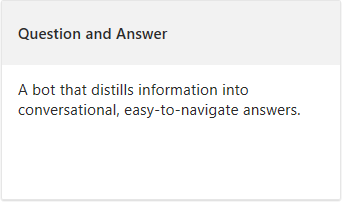 Question and Answer
A bot that distills information into
conversational, easy-to-navigate answers.